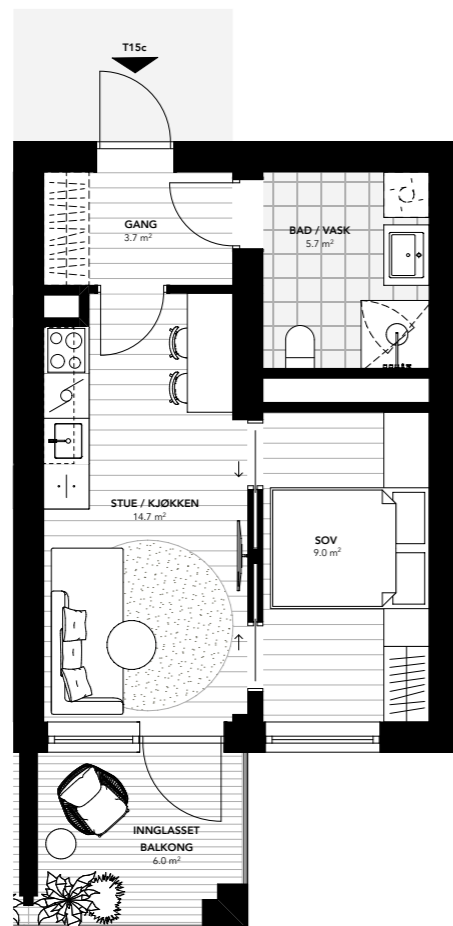 T15c
GANG
3.7 m²
BAD / VASK
5.7 m²
STUE / KJØKKEN
14.7 m²
SOV
9.0 m²
INNGLASSET
BALKONG
6.0 m²